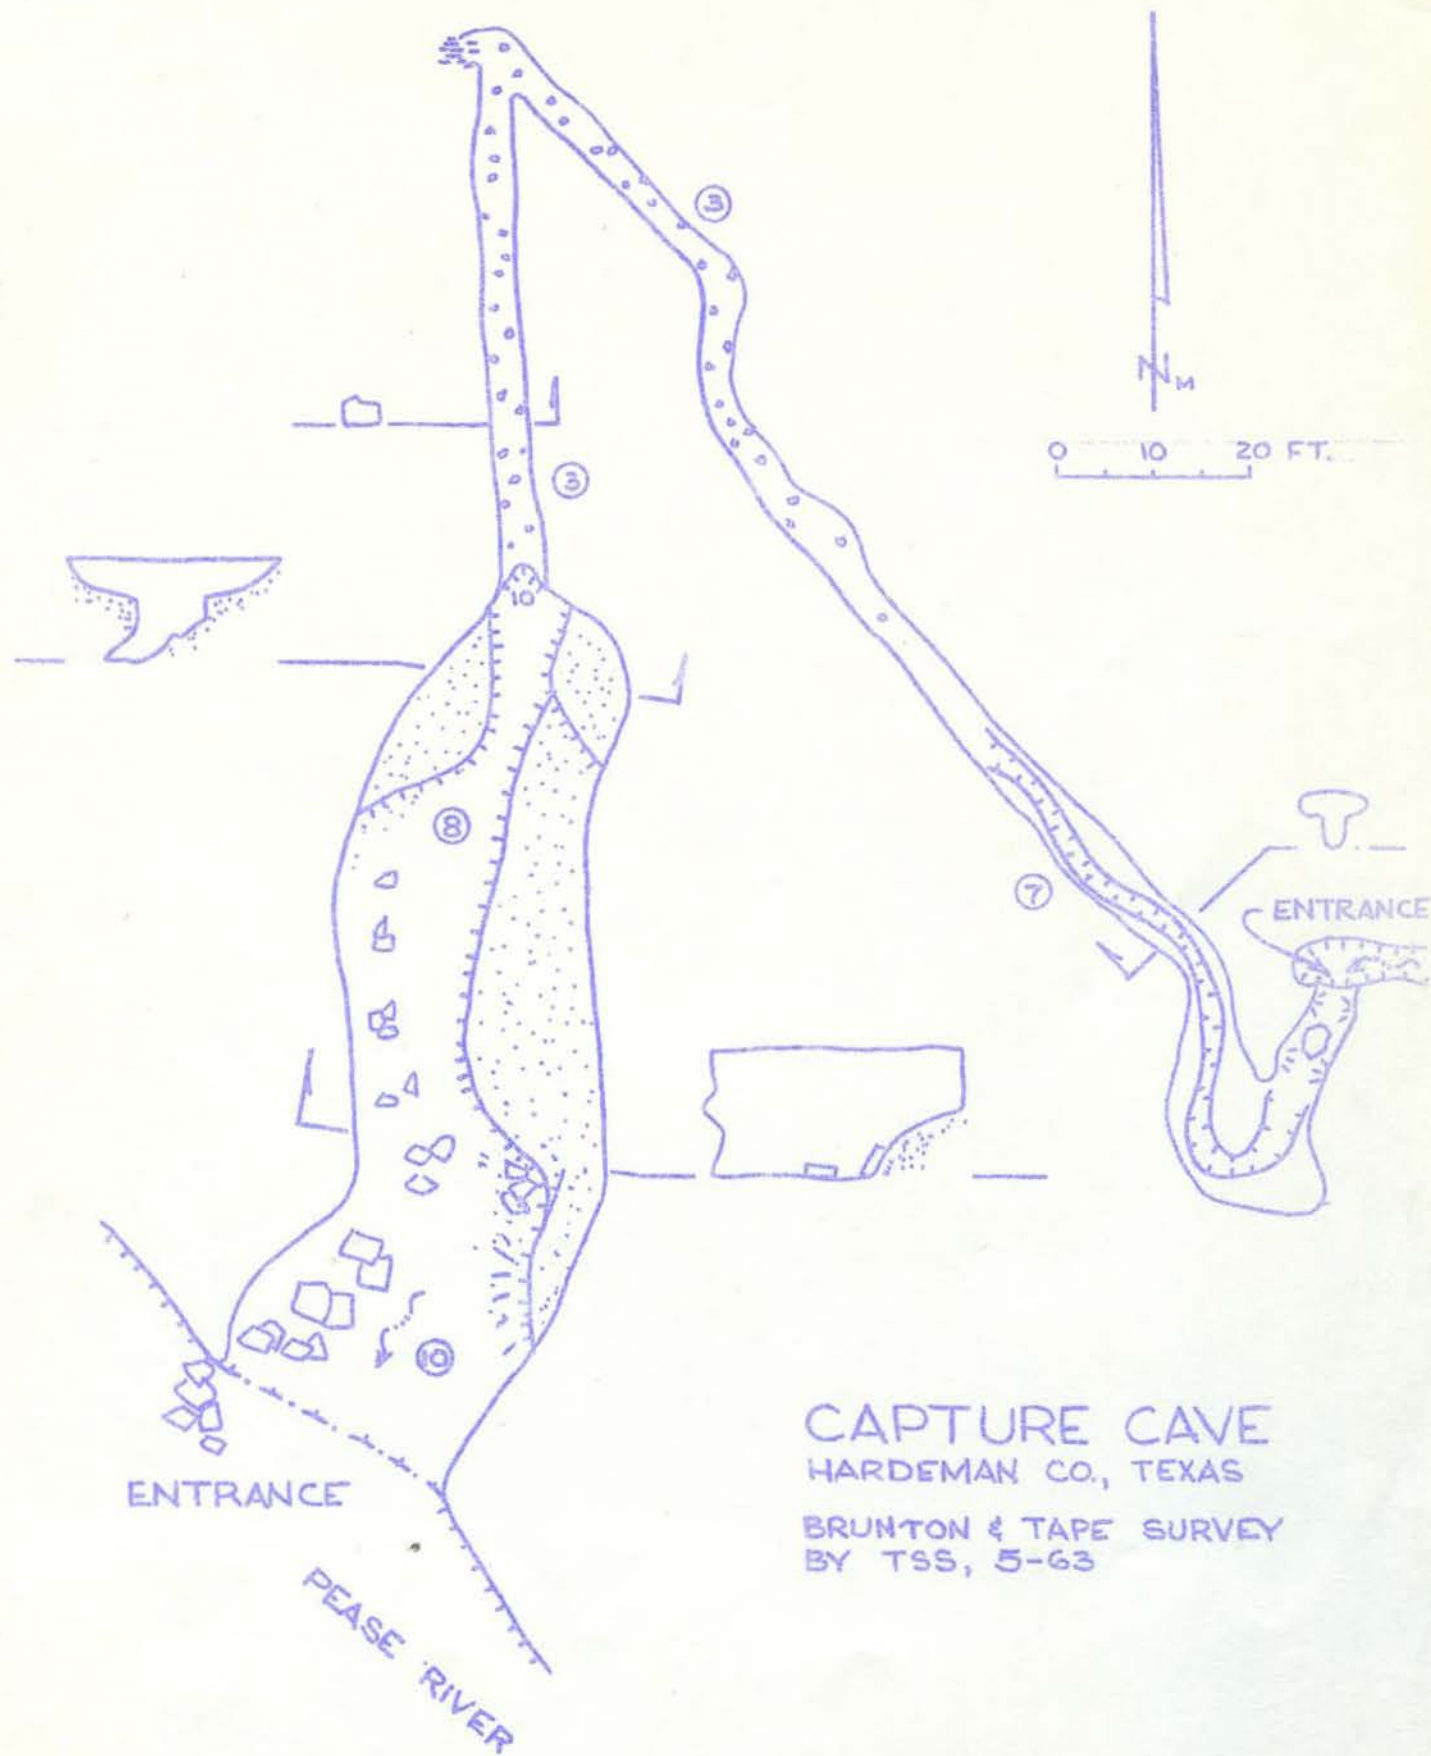 N M
0 10 20 FT.
3
10
8
7
ENTRANCE
10
ENTRANCE
PEASE RIVER
CAPTURE CAVE
HARDEMAN CO., TEXAS
BRUNTON & TAPE SURVEY
BY TSS, 5-63